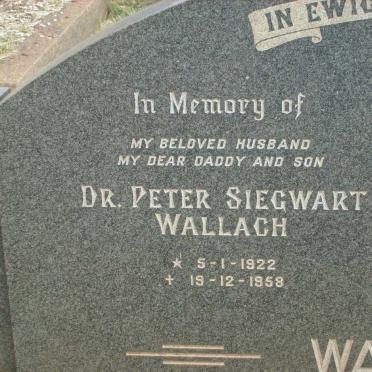 IN EWIG
In Memory of
MY BELOVED HUSBAND
MY DEAR DADDY AND SON
DR. PETER SIEGWART
WALLACH
* 5-1-1922
+ 19-12-1958
WA